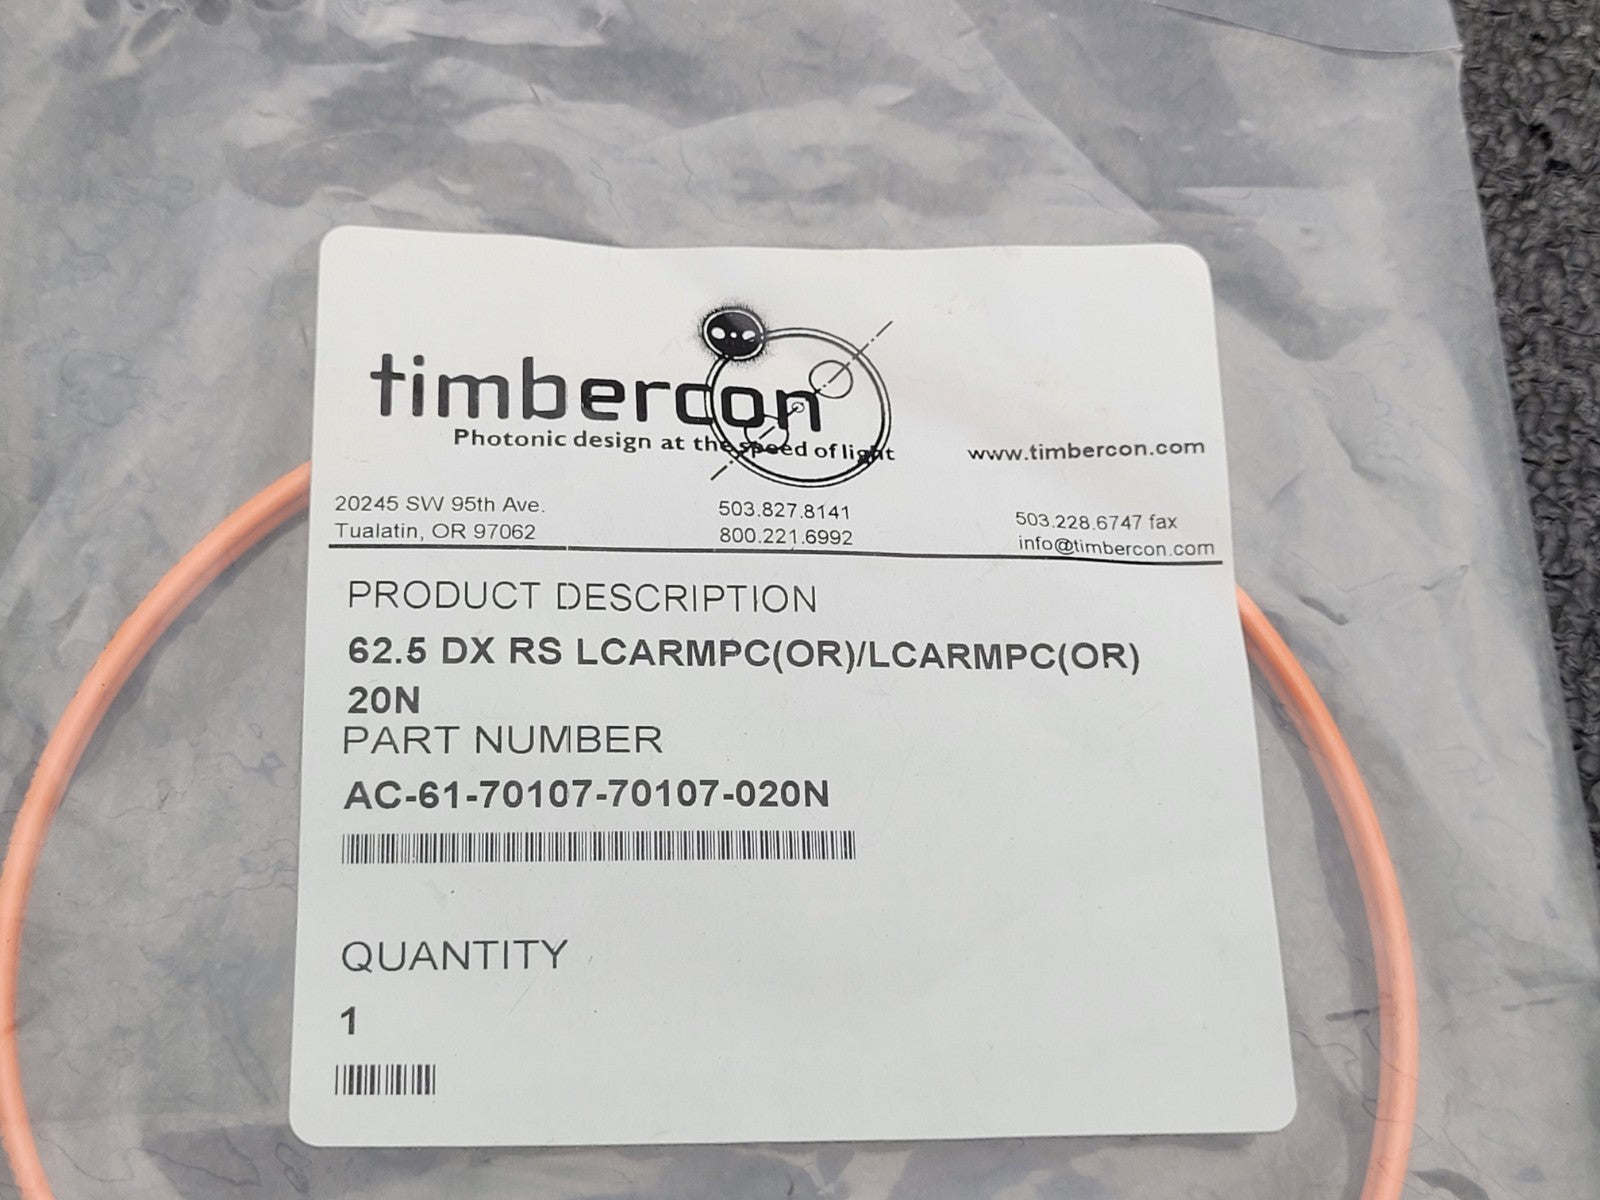 timbercon
Photonic design at the speed of light
www.timbercon.com
20245 SW 95th Ave.
Tualatin, OR 97062
503.827.8141
800.221.6992
503.228.6747 fax
info@timbercon.com
PRODUCT DESCRIPTION
62.5 DX RS LCARMPC(OR)/LCARMPC(OR)
20N
PART NUMBER
AC-61-70107-70107-020N
QUANTITY
1